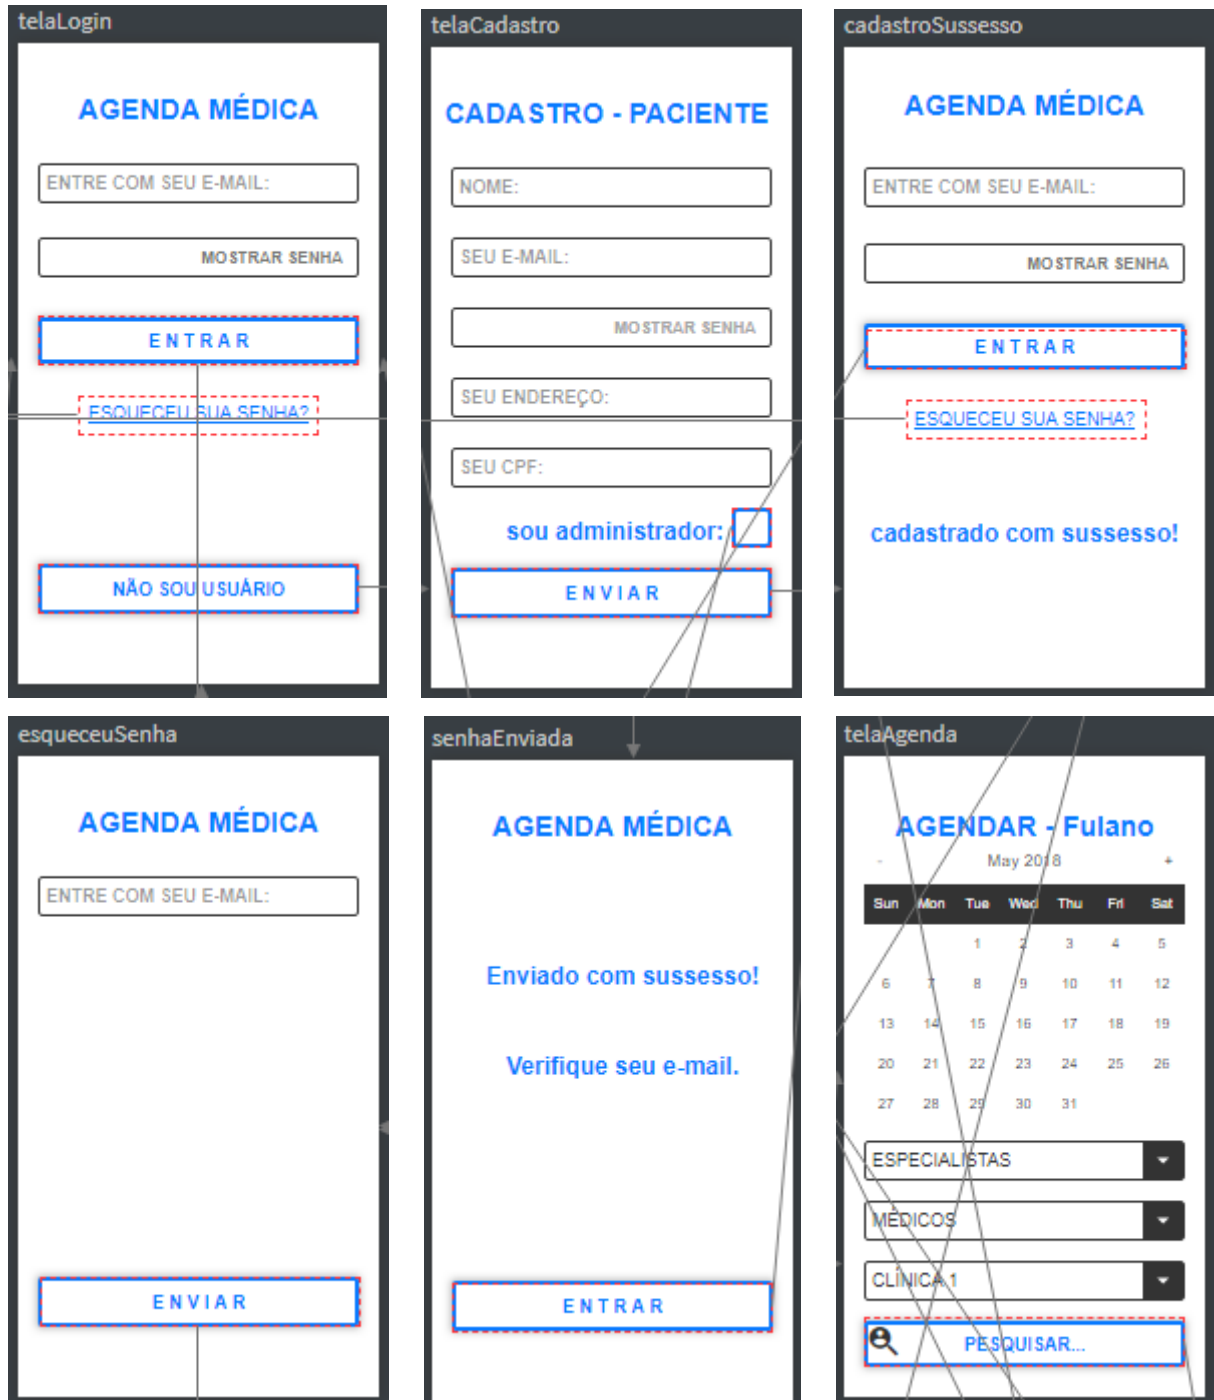 telaLogin
AGENDA MÉDICA
ENTRE COM SEU E-MAIL:
MOSTRAR SENHA
ENTRAR
ESQUECEU SUA SENHA?
NÃO SOU USUÁRIO
telaCadastro
CADASTRO - PACIENTE
NOME:
SEU E-MAIL:
MOSTRAR SENHA
SEU ENDEREÇO:
SEU CPF:
sou administrador:
ENVIAR
cadastroSussesso
AGENDA MÉDICA
ENTRE COM SEU E-MAIL:
MOSTRAR SENHA
ENTRAR
ESQUECEU SUA SENHA?
cadastrado com sussesso!
esqueceuSenha
AGENDA MÉDICA
ENTRE COM SEU E-MAIL:
ENVIAR
senhaEnviada
AGENDA MÉDICA
Enviado com sussesso!
Verifique seu e-mail.
ENTRAR
telaAgenda
AGENDAR - Fulano
- May 2018 +
Sun Mon Tue Wed Thu Fri Sat
1 2 3 4 5
6 7 8 9 10 11 12
13 14 15 16 17 18 19
20 21 22 23 24 25 26
27 28 29 30 31
ESPECIALISTAS
MÉDICOS
CLÍNICA 1
PESQUISAR...